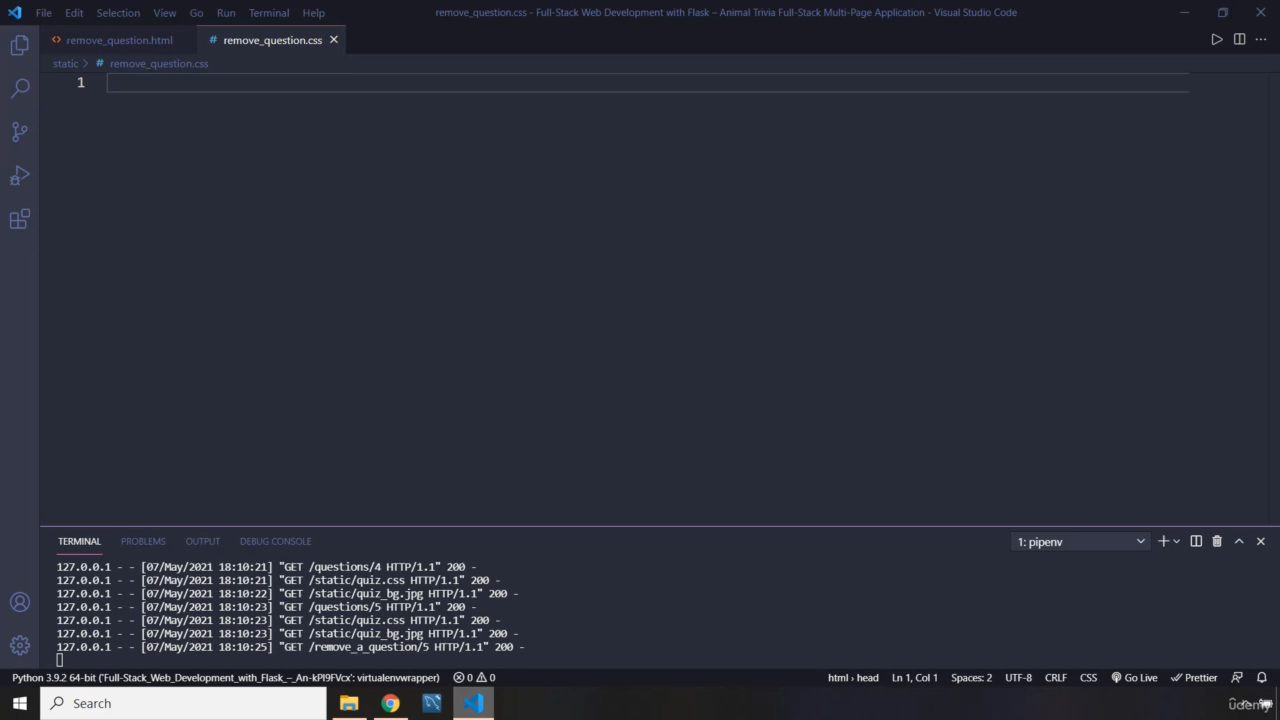 File Edit Selection View Go Run Terminal Help remove_question.css - Full-Stack Web Development with Flask – Animal Trivia Full-Stack Multi-Page Application - Visual Studio Code
<> remove_question.html # remove_question.css
static > # remove_question.css
1
TERMINAL PROBLEMS OUTPUT DEBUG CONSOLE 1: pipenv
127.0.0.1 - - [07/May/2021 18:10:21] "GET /questions/4 HTTP/1.1" 200 -
127.0.0.1 - - [07/May/2021 18:10:21] "GET /static/quiz.css HTTP/1.1" 200 -
127.0.0.1 - - [07/May/2021 18:10:22] "GET /static/quiz_bg.jpg HTTP/1.1" 200 -
127.0.0.1 - - [07/May/2021 18:10:23] "GET /questions/5 HTTP/1.1" 200 -
127.0.0.1 - - [07/May/2021 18:10:23] "GET /static/quiz.css HTTP/1.1" 200 -
127.0.0.1 - - [07/May/2021 18:10:23] "GET /static/quiz_bg.jpg HTTP/1.1" 200 -
127.0.0.1 - - [07/May/2021 18:10:25] "GET /remove_a_question/5 HTTP/1.1" 200 -
Python 3.9.2 64-bit ('Full-Stack_Web_Development_with_Flask_–_An-kPI9FVcx': virtualenvwrapper) 0 0 html > head Ln 1, Col 1 Spaces: 2 UTF-8 CRLF CSS Go Live Prettier
Search udemy